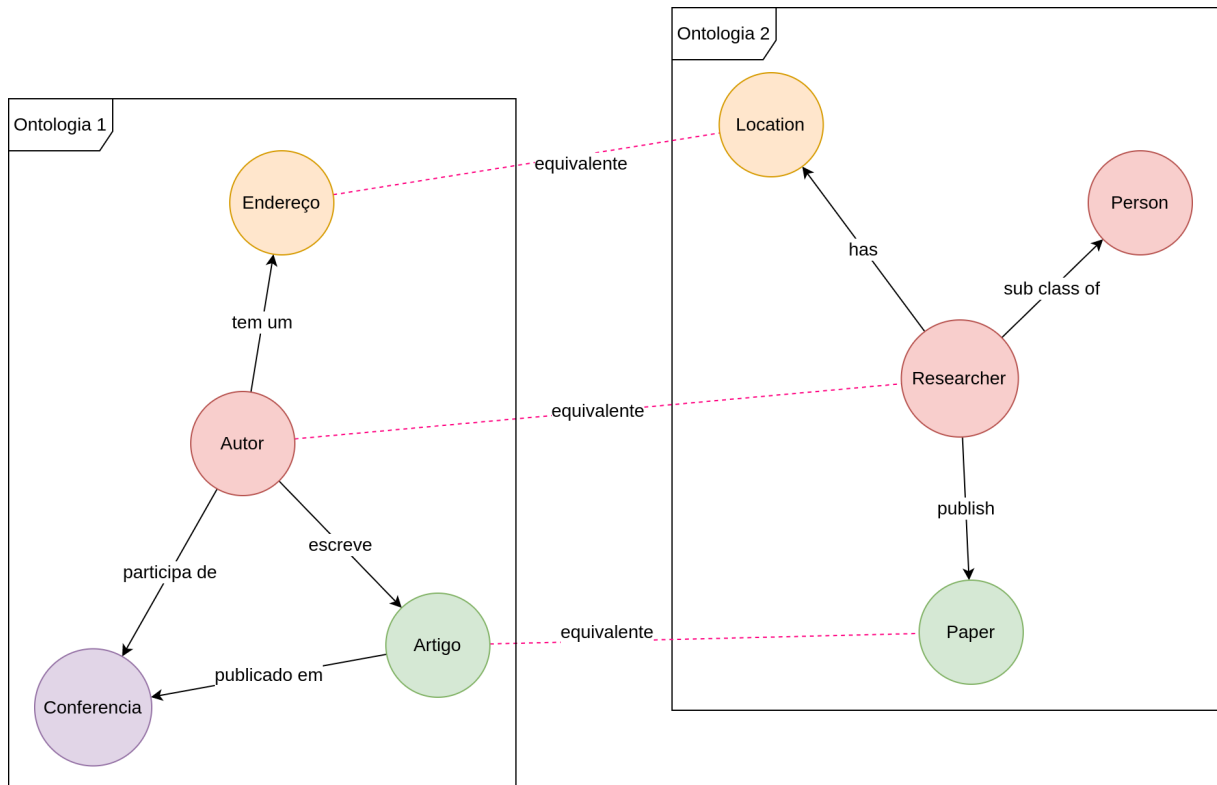 Ontologia 1
Endereço
tem um
Autor
escreve
participa de
Artigo
publicado em
Conferencia
equivalente
equivalente
equivalente
Ontologia 2
Location
Person
has
sub class of
Researcher
publish
Paper